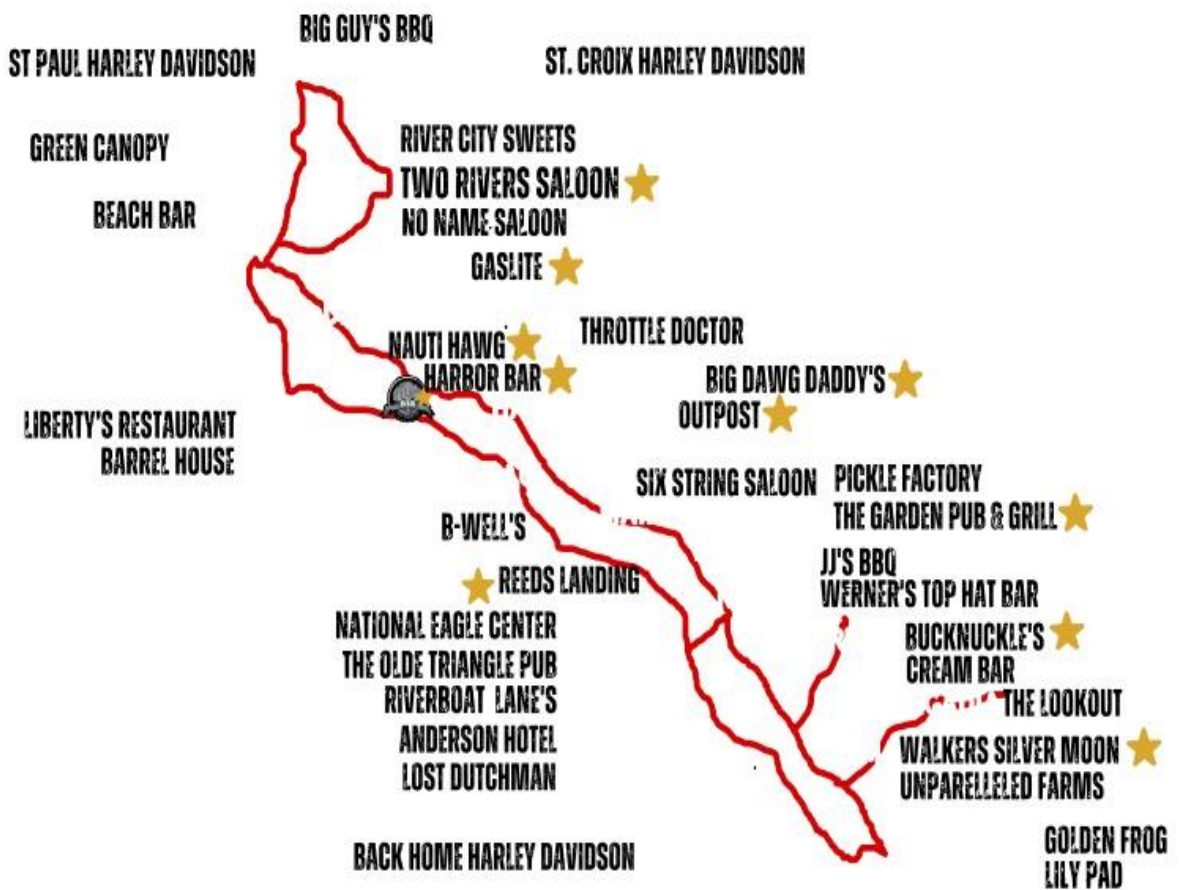 BIG GUY'S BBQ
ST PAUL HARLEY DAVIDSON
ST. CROIX HARLEY DAVIDSON
GREEN CANOPY
RIVER CITY SWEETS
TWO RIVERS SALOON
BEACH BAR
NO NAME SALOON
GASLITE
THROTTLE DOCTOR
NAUTI HAWG
HARBOR BAR
BIG DAWG DADDY'S
OUTPOST
LIBERTY'S RESTAURANT
BARREL HOUSE
SIX STRING SALOON
PICKLE FACTORY
THE GARDEN PUB & GRILL
B-WELL'S
REEDS LANDING
JJ'S BBQ
WERNER'S TOP HAT BAR
NATIONAL EAGLE CENTER
THE OLDE TRIANGLE PUB
RIVERBOAT LANE'S
ANDERSON HOTEL
LOST DUTCHMAN
BUCKNUCKLE'S
CREAM BAR
THE LOOKOUT
WALKERS SILVER MOON
UNPARELLELED FARMS
BACK HOME HARLEY DAVIDSON
GOLDEN FROG
LILY PAD